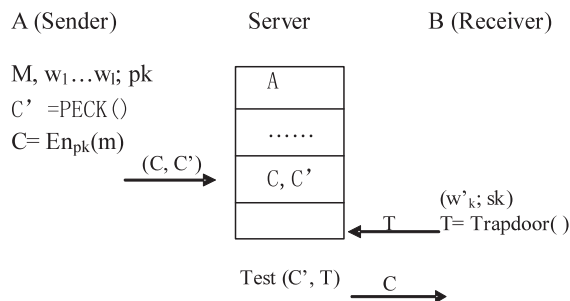 A (Sender) Server B (Receiver)
M, w₁…wₗ; pk
C’ =PECK()
C= Enₚₖ(m)
(C, C’)
A
……
C, C’
(w’ₖ; sk)
T
T= Trapdoor( )
Test (C’, T)
C